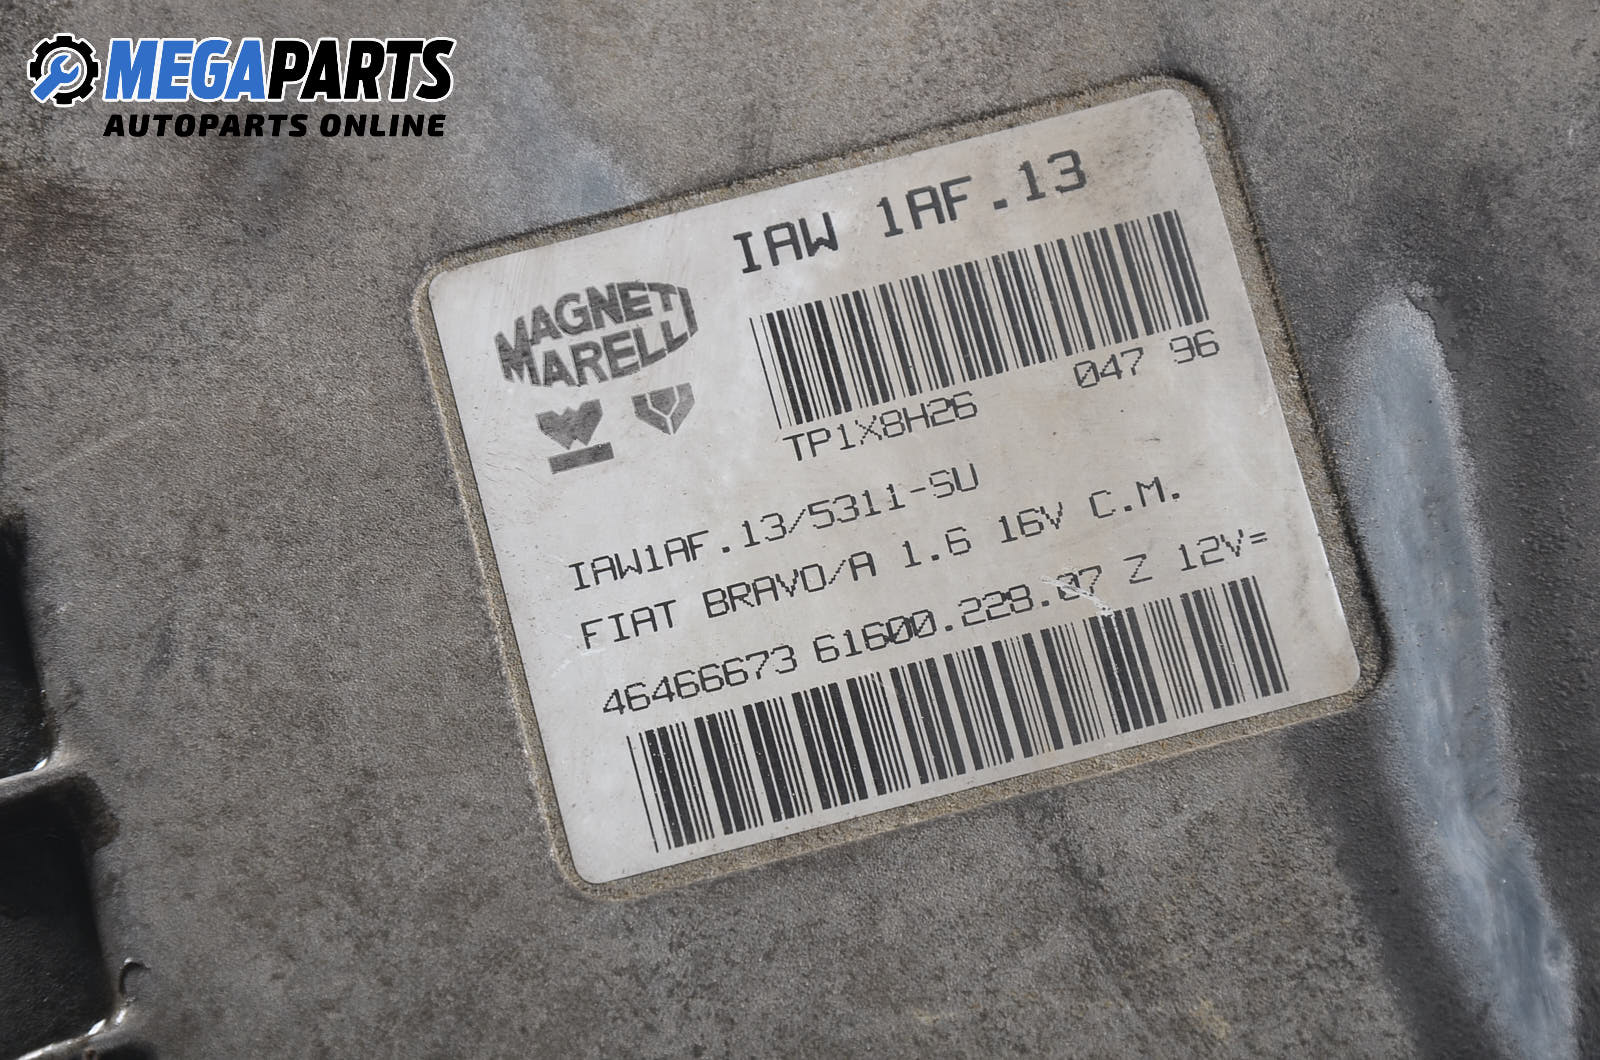 MEGAPARTS
AUTOPARTS ONLINE
IAW 1AF.13
MAGNETI
MARELLI
TP1X8H26 047 96
IAW1AF.13/5311-SU
FIAT BRAVO/A 1.6 16V C.M.
46466673 61600.228.07 Z 12V=